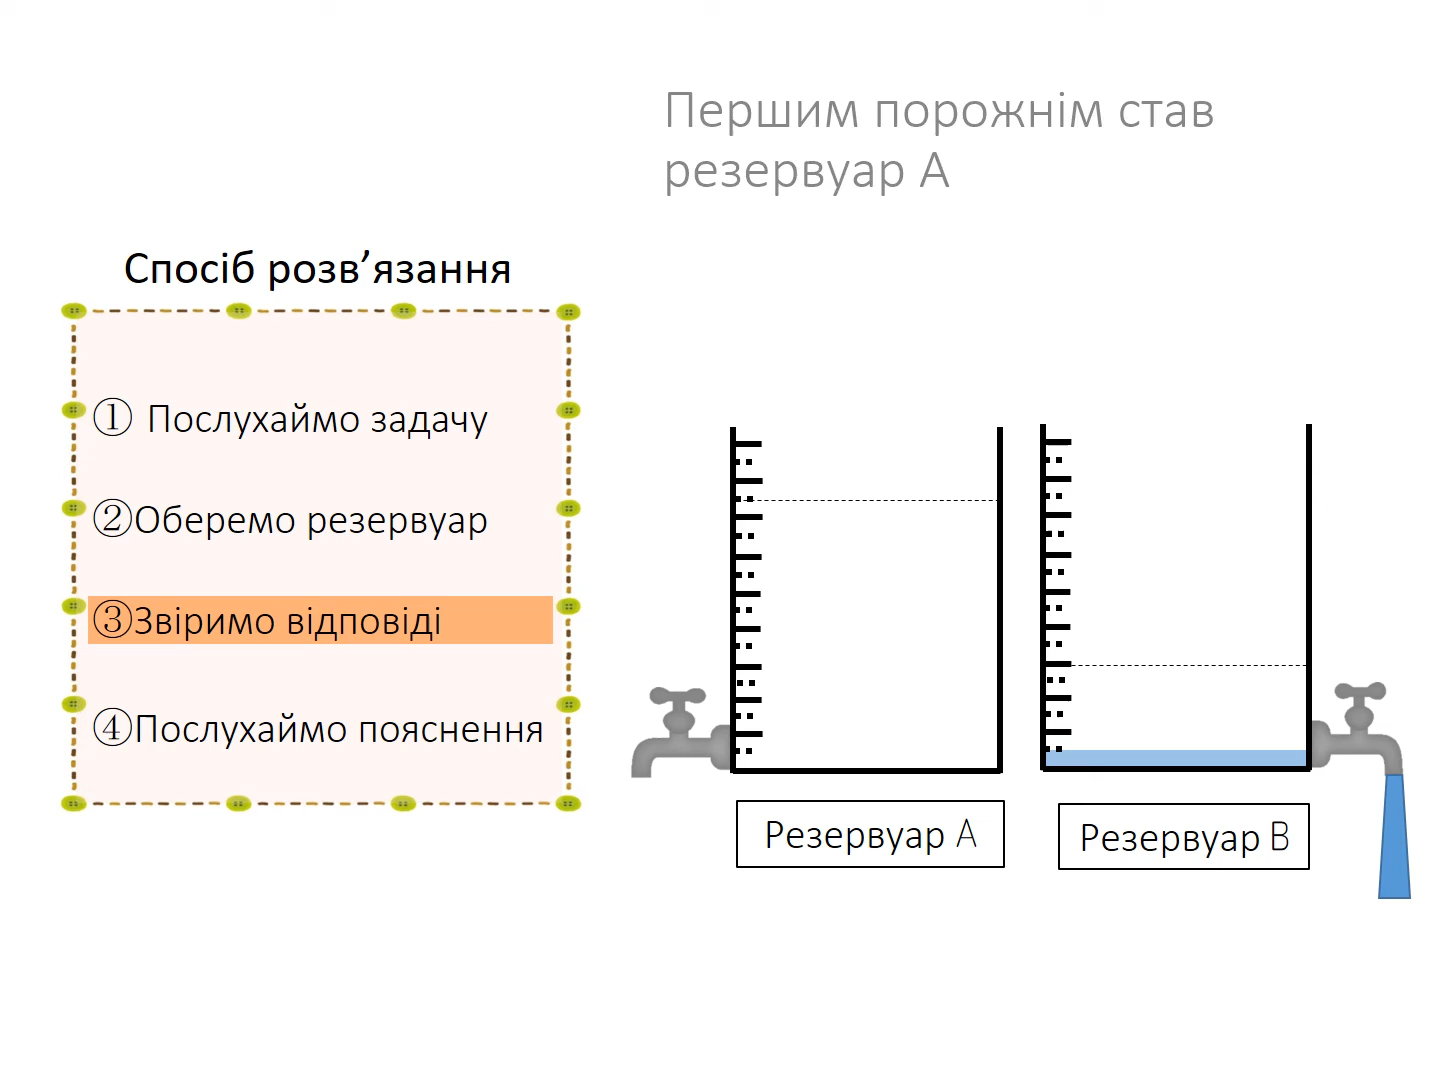 Першим порожнім став
резервуар А
Спосіб розв’язання
① Послухаймо задачу
②Оберемо резервуар
③Звіримо відповіді
④Послухаймо пояснення
Резервуар A
Резервуар B